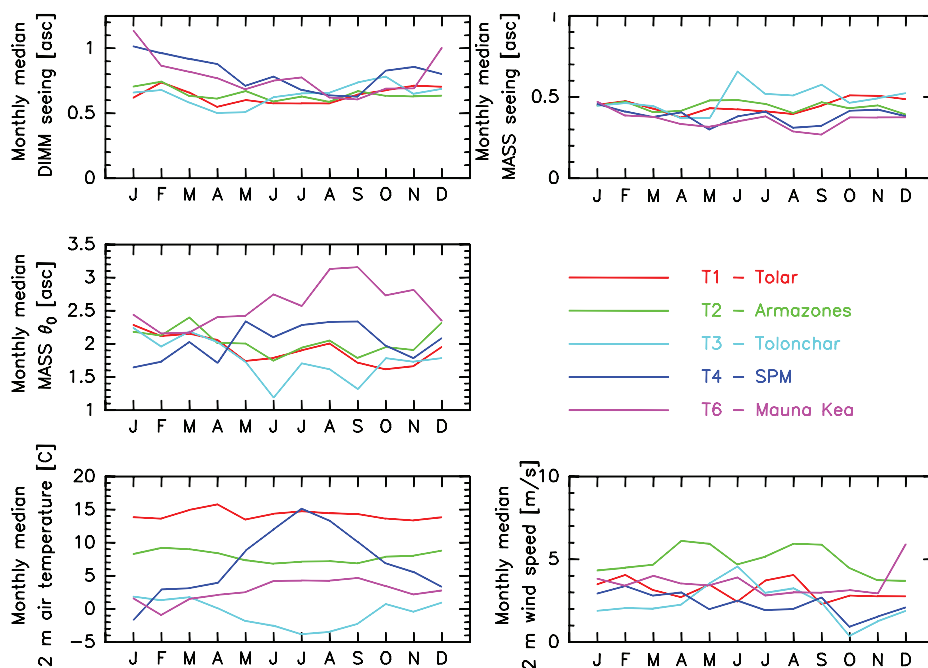 Monthly median
DIMM seeing [asc]
1
0.5
0
J F M A M J J A S O N D
Monthly median
MASS seeing [asc]
1
0.5
0
J F M A M J J A S O N D
Monthly median
MASS θ0 [asc]
3.5
3
2.5
2
1.5
1
J F M A M J J A S O N D
T1 – Tolar
T2 – Armazones
T3 – Tolonchar
T4 – SPM
T6 – Mauna Kea
Monthly median
2 m air temperature [C]
20
15
10
5
0
−5
J F M A M J J A S O N D
Monthly median
2 m wind speed [m/s]
10
5
0
J F M A M J J A S O N D